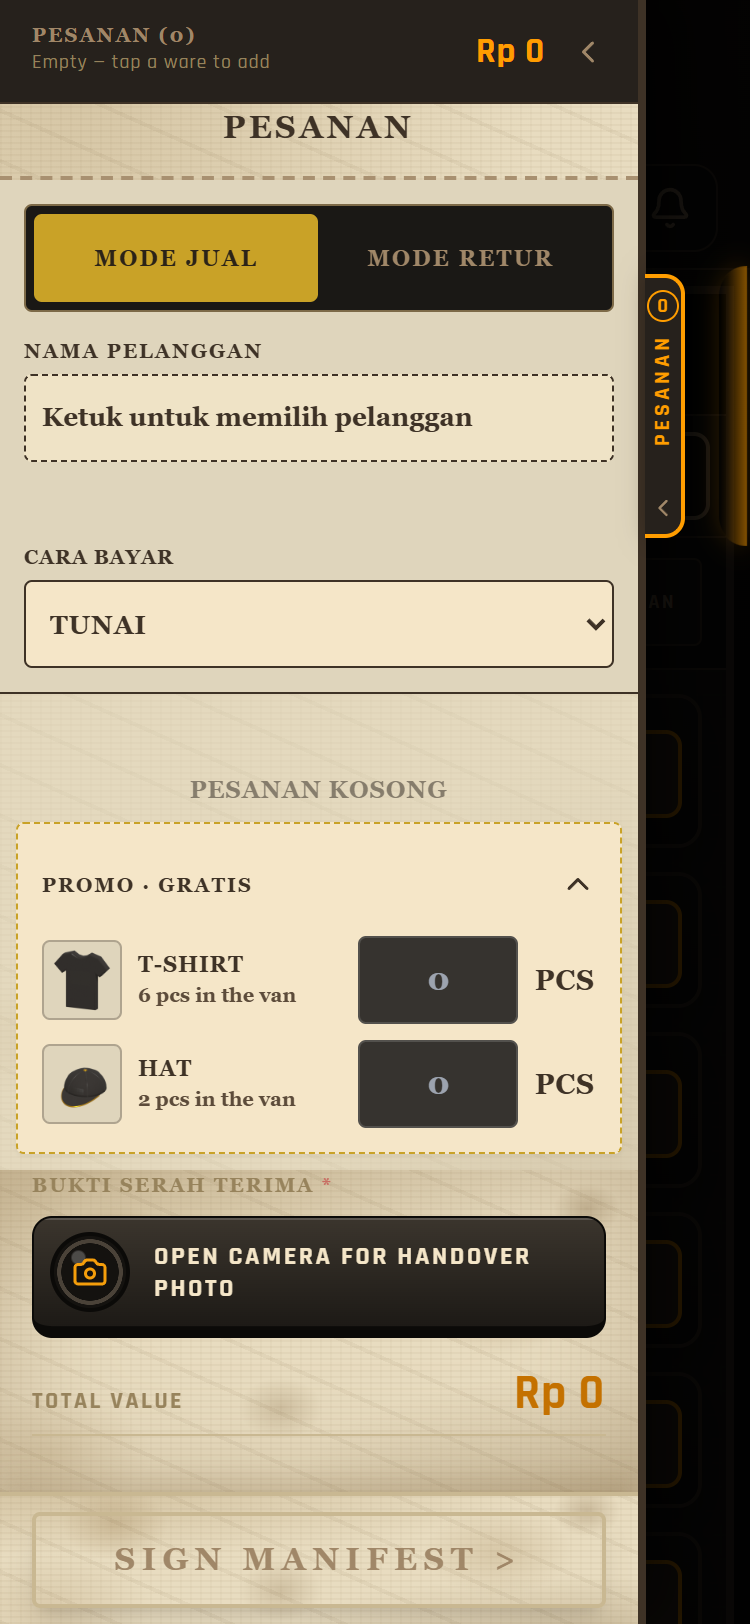 PESANAN (0)
Empty — tap a ware to add
Rp 0
PESANAN
MODE JUAL
MODE RETUR
NAMA PELANGGAN
Ketuk untuk memilih pelanggan
0
PESANAN
CARA BAYAR
TUNAI
AN
PESANAN KOSONG
PROMO · GRATIS
T-SHIRT
6 pcs in the van
0
PCS
HAT
2 pcs in the van
0
PCS
BUKTI SERAH TERIMA *
OPEN CAMERA FOR HANDOVER
PHOTO
TOTAL VALUE
Rp 0
SIGN MANIFEST >